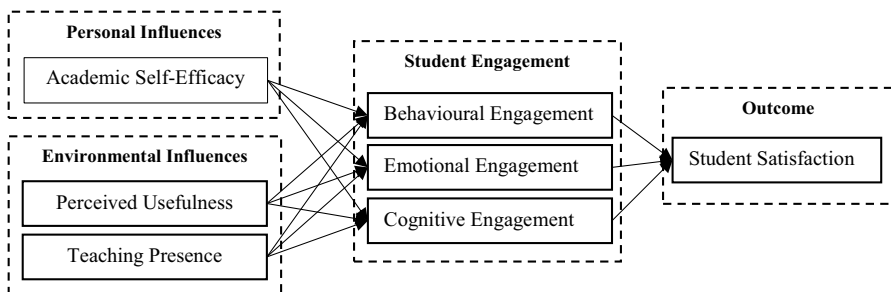 Personal Influences
Academic Self-Efficacy
Environmental Influences
Perceived Usefulness
Teaching Presence
Student Engagement
Behavioural Engagement
Emotional Engagement
Cognitive Engagement
Outcome
Student Satisfaction